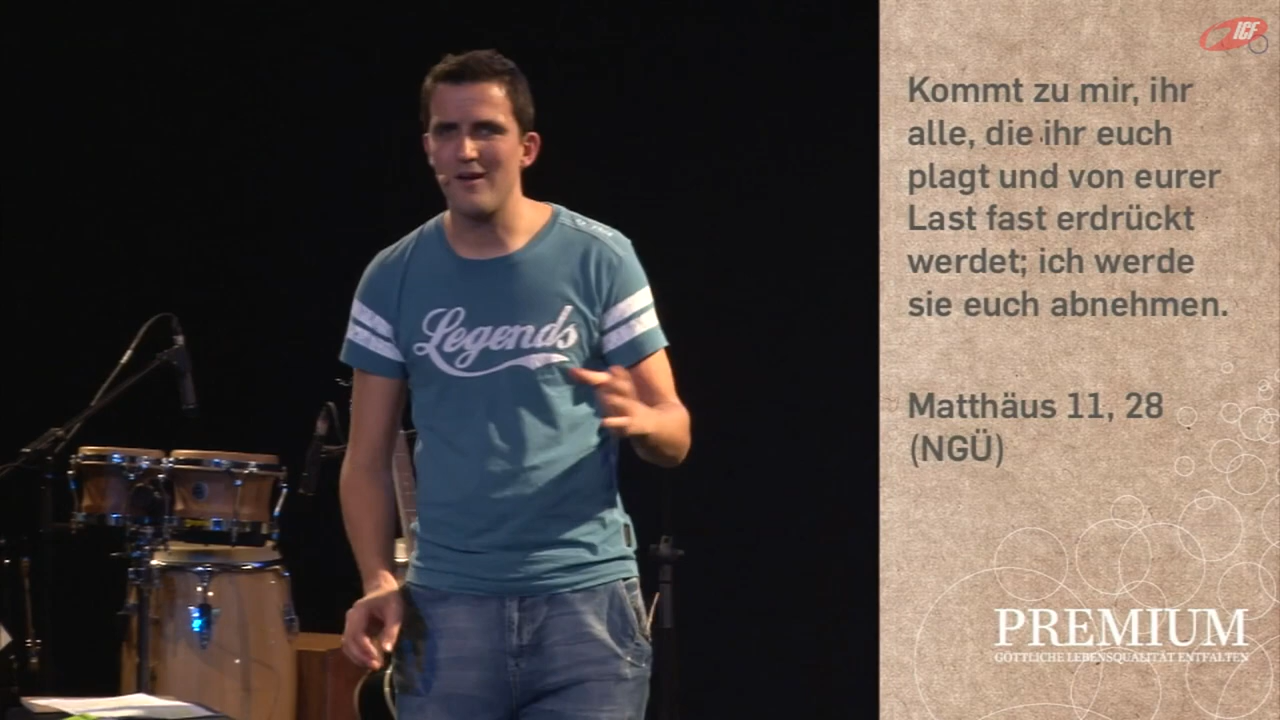 ICF
Kommt zu mir, ihr
alle, die ihr euch
plagt und von eurer
Last fast erdrückt
werdet; ich werde
sie euch abnehmen.
Matthäus 11, 28
(NGÜ)
Legends
PREMIUM
GÖTTLICHE LEBENSQUALITÄT ENTFALTEN